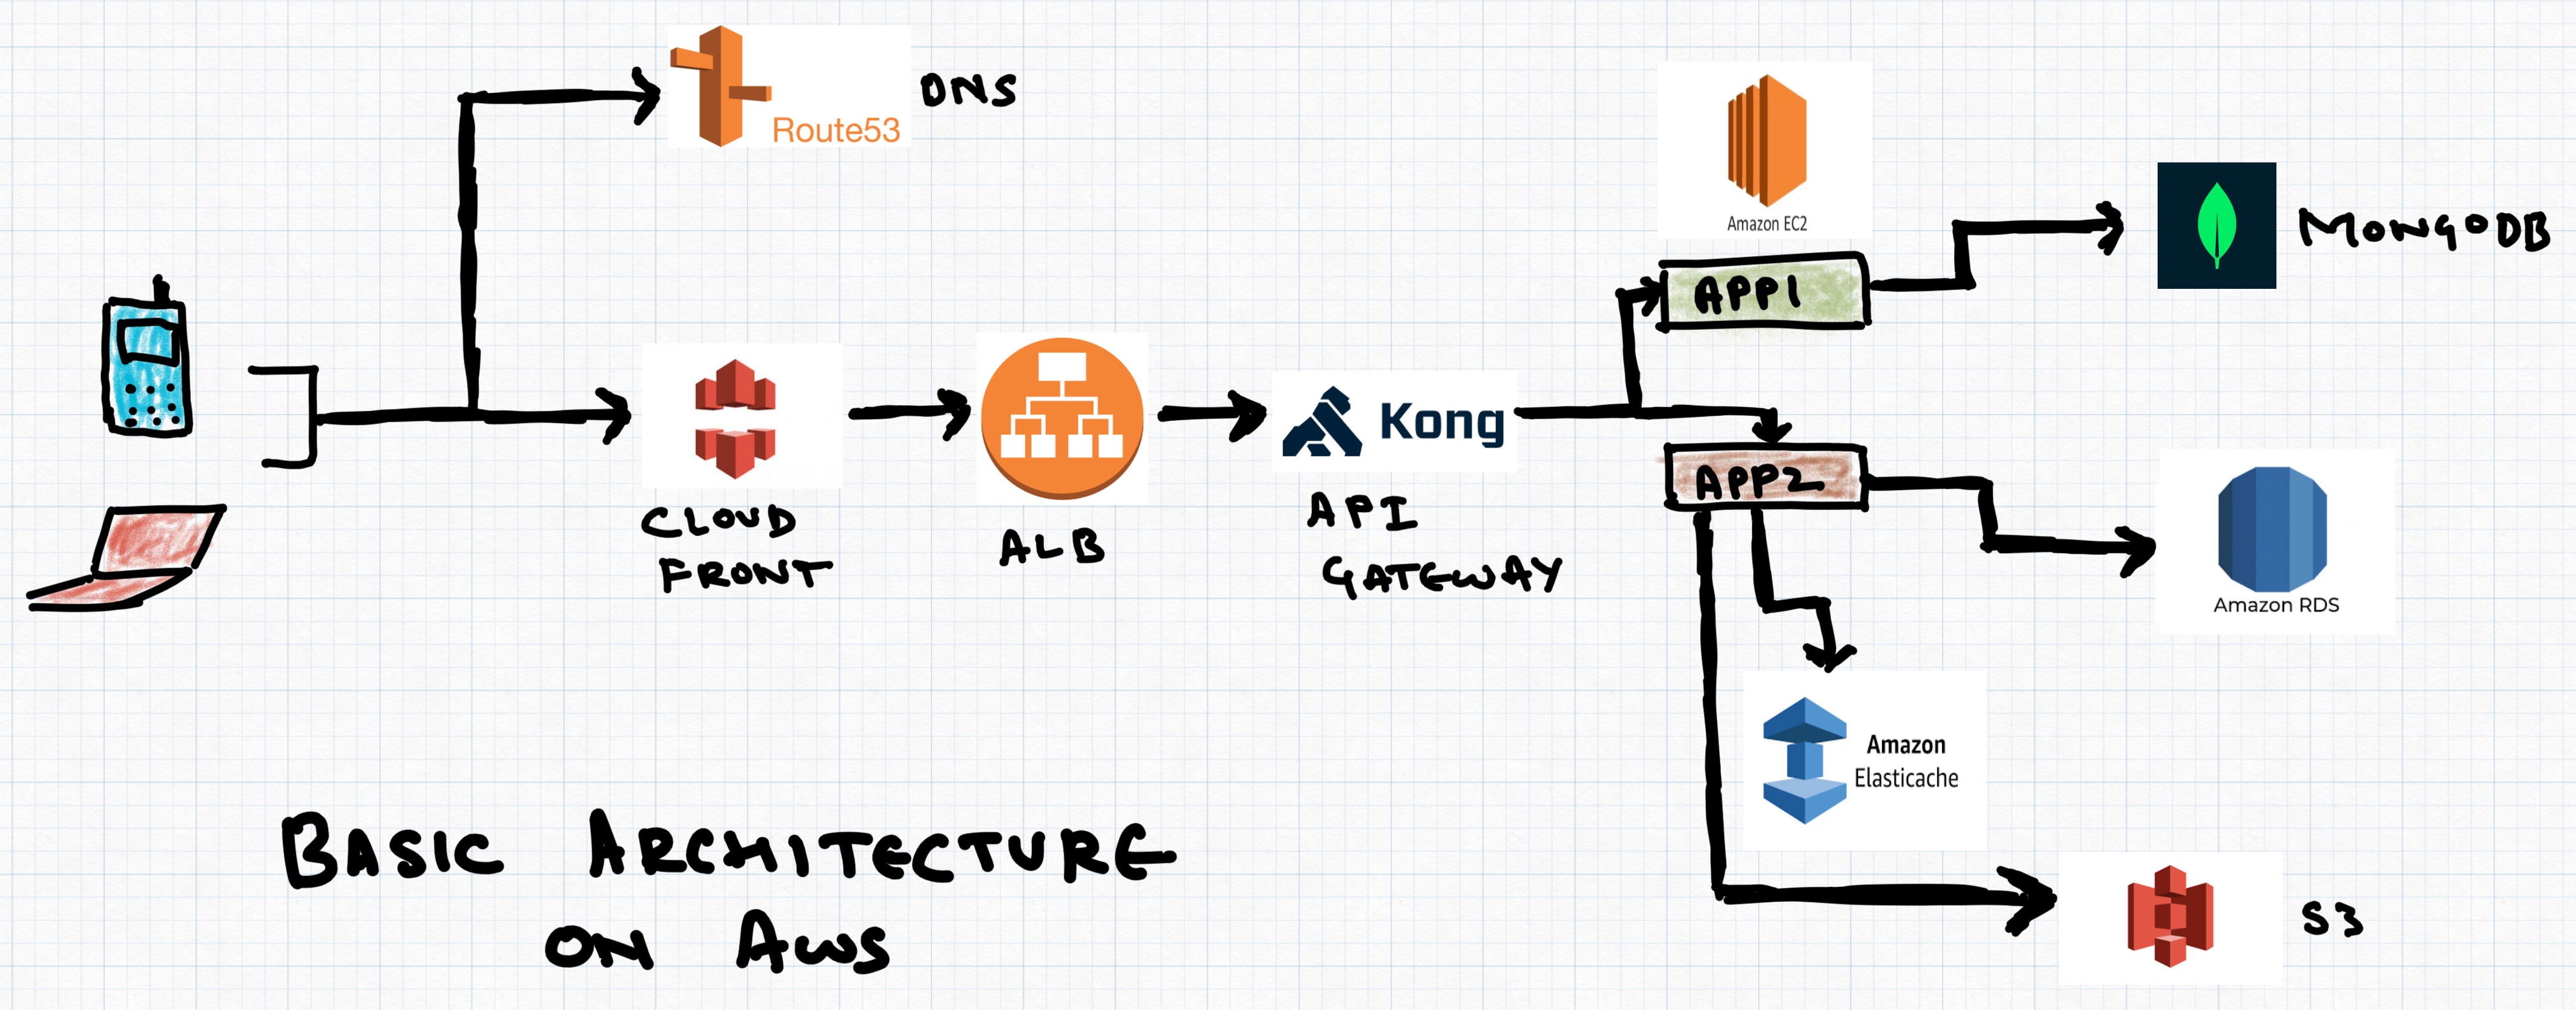 Route53
DNS
Amazon EC2
APP1
MONGODB
CLOUD
FRONT
ALB
Kong
API
GATEWAY
APP2
Amazon RDS
Amazon
Elasticache
S3
BASIC ARCHITECTURE
ON AWS